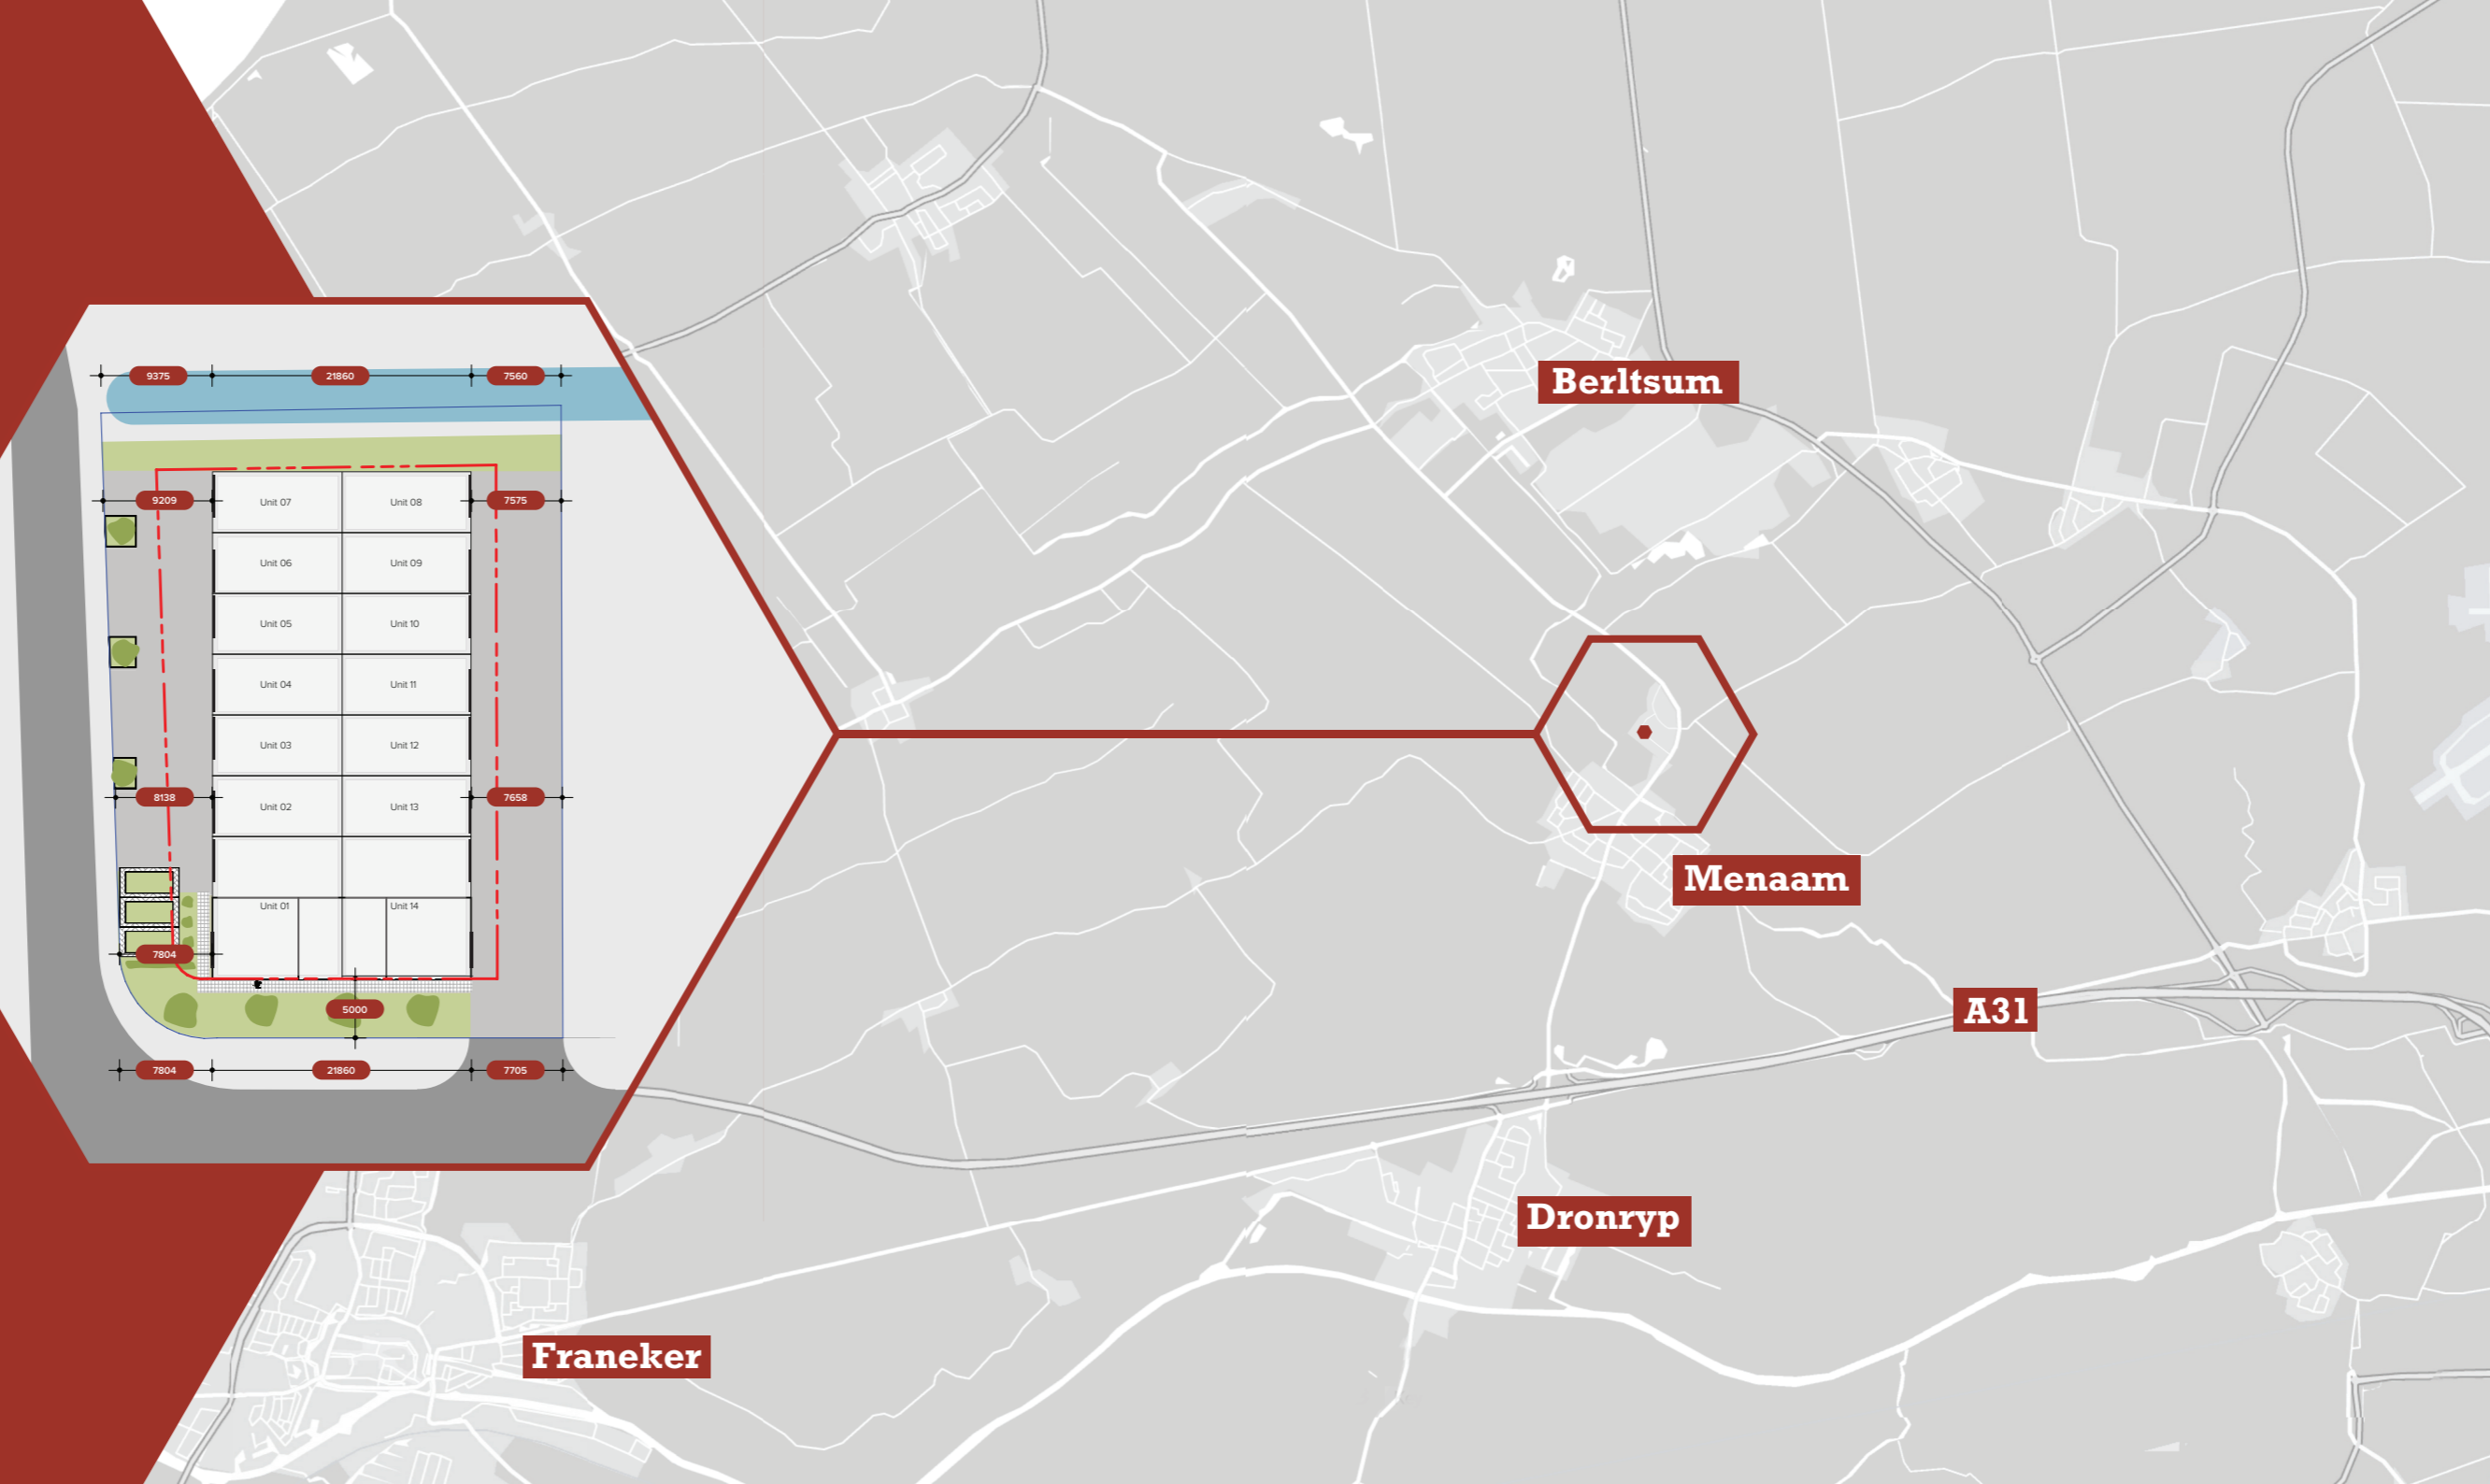 9375 21860 7560
Berltsum
9209 Unit 07 Unit 08 7575
Unit 06 Unit 09
Unit 05 Unit 10
Unit 04 Unit 11
Unit 03 Unit 12
8138 Unit 02 Unit 13 7658
Menaam
Unit 01 Unit 14
7804
5000
A31
7804 21860 7705
Dronryp
Franeker